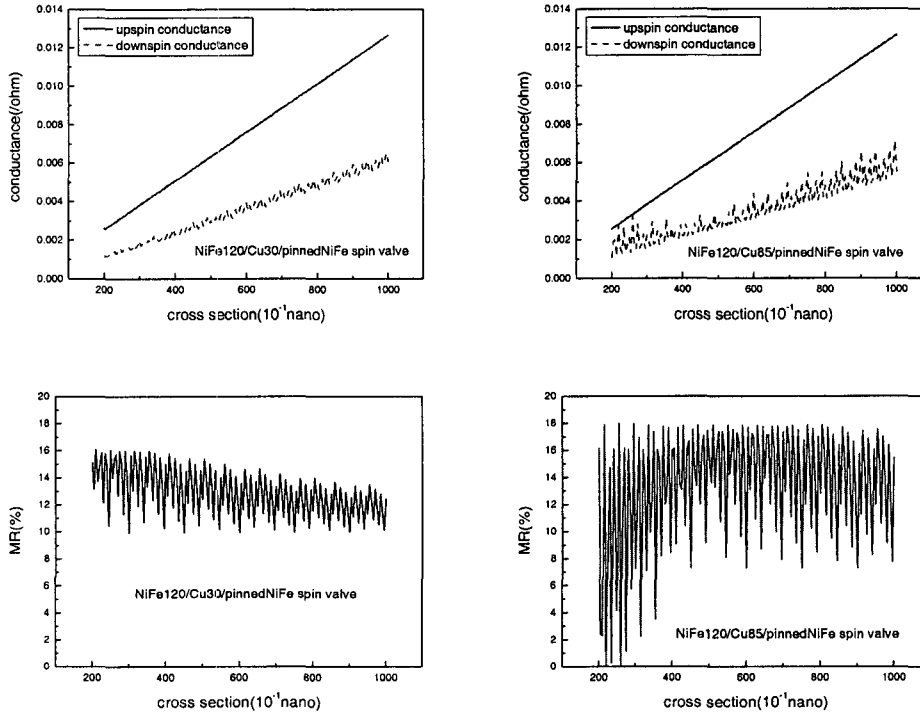 upspin conductance
downspin conductance
conductance(/ohm)
0.014
0.012
0.010
0.008
0.006
0.004
0.002
0.000
NiFe120/Cu30/pinnedNiFe spin valve
200 400 600 800 1000
cross section(10⁻¹nano)
upspin conductance
downspin conductance
conductance(/ohm)
0.014
0.012
0.010
0.008
0.006
0.004
0.002
0.000
NiFe120/Cu85/pinnedNiFe spin valve
200 400 600 800 1000
cross section(10⁻¹nano)
MR(%)
20
18
16
14
12
10
8
6
4
2
0
NiFe120/Cu30/pinnedNiFe spin valve
200 400 600 800 1000
cross section(10⁻¹nano)
MR(%)
20
18
16
14
12
10
8
6
4
2
0
NiFe120/Cu85/pinnedNiFe spin valve
200 400 600 800 1000
cross section(10⁻¹nano)